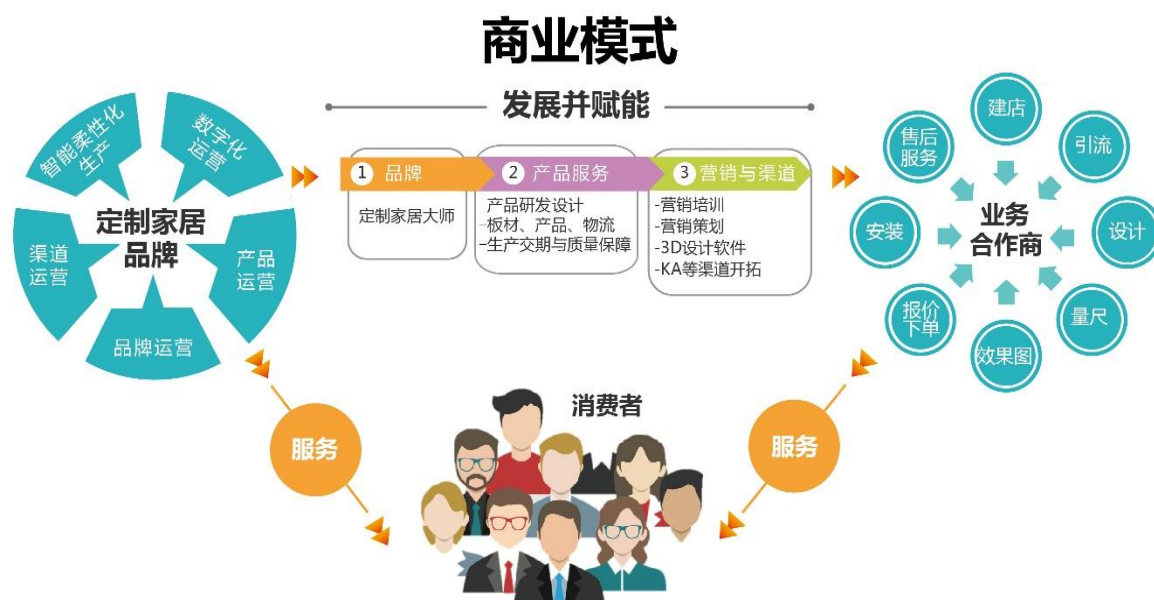 商业模式
发展并赋能
智能柔性化
生产
数字化
运营
渠道
运营
产品
运营
品牌运营
定制家居
品牌
1 品牌
定制家居大师
2 产品服务
产品研发设计
-板材、产品、物流
-生产交期与质量保障
3 营销与渠道
-营销培训
-营销策划
-3D设计软件
-KA等渠道开拓
建店
引流
设计
量尺
效果图
报价
下单
安装
售后
服务
业务
合作商
消费者
服务
服务